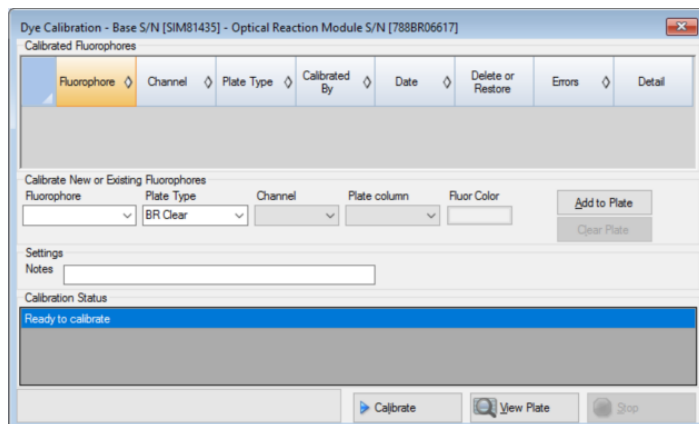 Dye Calibration - Base S/N [SIM81435] - Optical Reaction Module S/N [788BR06617]
Calibrated Fluorophores
Fluorophore Channel Plate Type Calibrated By Date Delete or Restore Errors Detail
Calibrate New or Existing Fluorophores
Fluorophore Plate Type Channel Plate column Fluor Color
BR Clear
Add to Plate
Clear Plate
Settings
Notes
Calibration Status
Ready to calibrate
Calibrate View Plate Stop